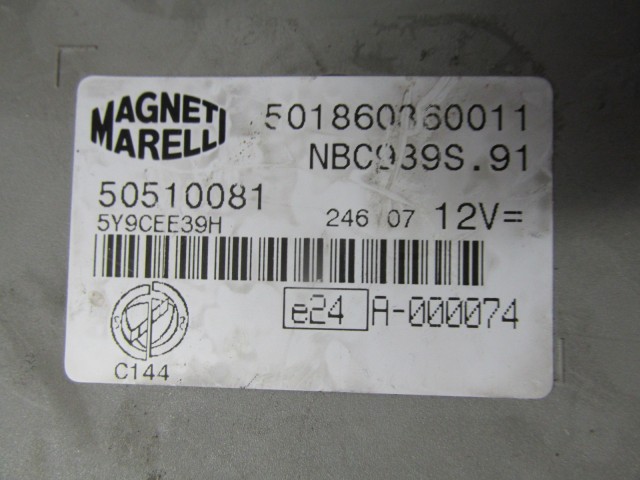 MAGNETI
MARELLI
501860360011
NBC939S.91
50510081
5Y9CEE39H
246 07 12V=
e24 A-000074
C144